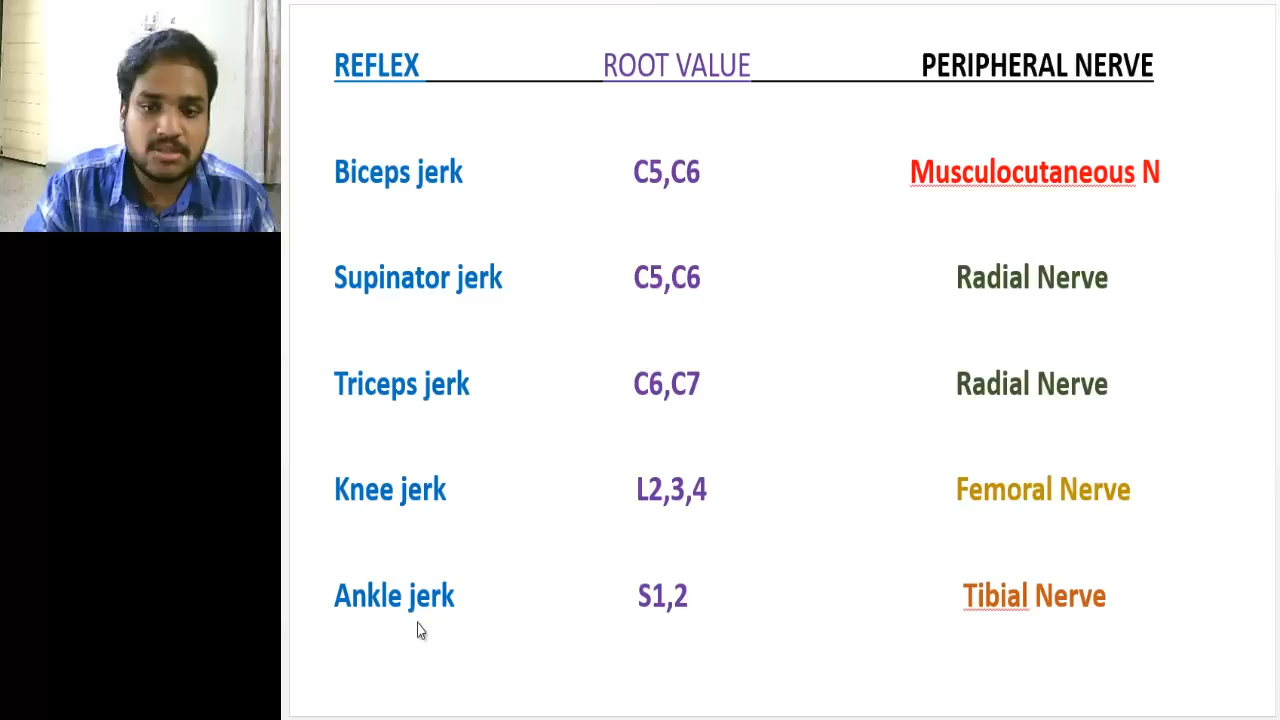 REFLEX ROOT VALUE PERIPHERAL NERVE
Biceps jerk C5,C6 Musculocutaneous N
Supinator jerk C5,C6 Radial Nerve
Triceps jerk C6,C7 Radial Nerve
Knee jerk L2,3,4 Femoral Nerve
Ankle jerk S1,2 Tibial Nerve